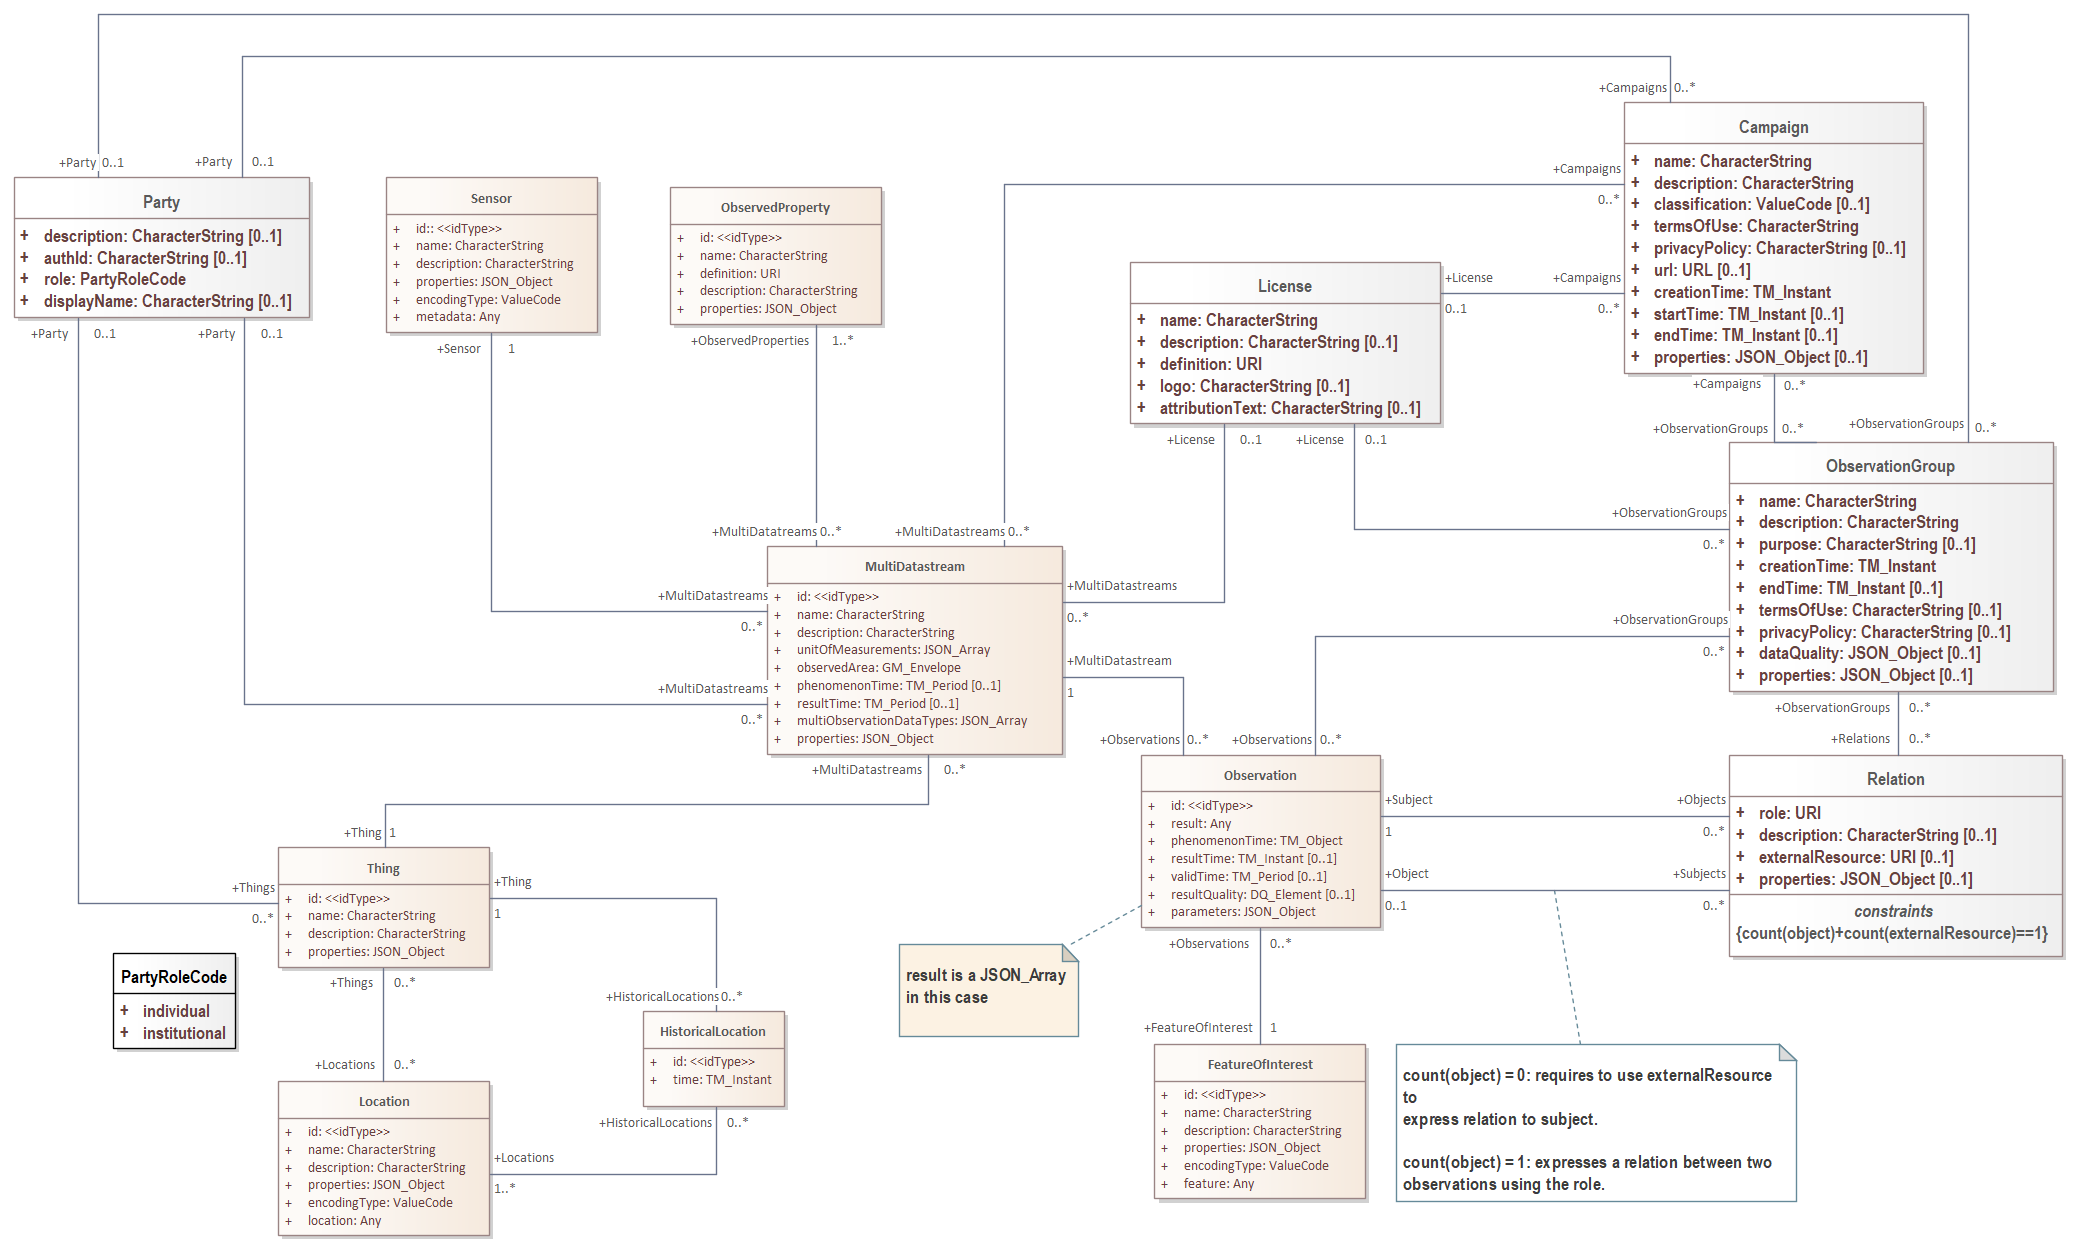 +Campaigns 0..*
+Party 0..1
+Party 0..1
Campaign
+ name: CharacterString
+ description: CharacterString
+ classification: ValueCode [0..1]
+ termsOfUse: CharacterString
+ privacyPolicy: CharacterString [0..1]
+ url: URL [0..1]
+ creationTime: TM_Instant
+ startTime: TM_Instant [0..1]
+ endTime: TM_Instant [0..1]
+ properties: JSON_Object [0..1]
+Campaigns
0..*
Party
+ description: CharacterString [0..1]
+ authId: CharacterString [0..1]
+ role: PartyRoleCode
+ displayName: CharacterString [0..1]
Sensor
+ id:: <<idType>>
+ name: CharacterString
+ description: CharacterString
+ properties: JSON_Object
+ encodingType: ValueCode
+ metadata: Any
ObservedProperty
+ id: <<idType>>
+ name: CharacterString
+ definition: URI
+ description: CharacterString
+ properties: JSON_Object
License
+ name: CharacterString
+ description: CharacterString [0..1]
+ definition: URI
+ logo: CharacterString [0..1]
+ attributionText: CharacterString [0..1]
+License
0..1
+Campaigns
0..*
+Party 0..1
+Party 0..1
+Sensor 1
+ObservedProperties 1..*
+Campaigns 0..*
+ObservationGroups 0..*
+ObservationGroups 0..*
+License 0..1
+License 0..1
ObservationGroup
+ name: CharacterString
+ description: CharacterString
+ purpose: CharacterString [0..1]
+ creationTime: TM_Instant
+ endTime: TM_Instant [0..1]
+ termsOfUse: CharacterString [0..1]
+ privacyPolicy: CharacterString [0..1]
+ dataQuality: JSON_Object [0..1]
+ properties: JSON_Object [0..1]
+ObservationGroups
0..*
+MultiDatatreams 0..*
+MultiDatastreams 0..*
MultiDatastream
+ id: <<idType>>
+ name: CharacterString
+ description: CharacterString
+ unitOfMeasurements: JSON_Array
+ observedArea: GM_Envelope
+ phenomenonTime: TM_Period [0..1]
+ resultTime: TM_Period [0..1]
+ multiObservationDataTypes: JSON_Array
+ properties: JSON_Object
+MultiDatastreams
0..*
+MultiDatastreams
0..*
+MultiDatastreams
0..*
+MultiDatastream
1
+ObservationGroups
0..*
+ObservationGroups 0..*
+Relations 0..*
+Observations 0..*
+Observations 0..*
+MultiDatastreams 0..*
Observation
+ id: <<idType>>
+ result: Any
+ phenomenonTime: TM_Object
+ resultTime: TM_Instant [0..1]
+ validTime: TM_Period [0..1]
+ resultQuality: DQ_Element [0..1]
+ parameters: JSON_Object
+Subject
1
+Objects
0..*
+Object
0..1
+Subjects
0..*
Relation
+ role: URI
+ description: CharacterString [0..1]
+ externalResource: URI [0..1]
+ properties: JSON_Object [0..1]
constraints
{count(object)+count(externalResource)==1}
+Thing 1
Thing
+ id: <<idType>>
+ name: CharacterString
+ description: CharacterString
+ properties: JSON_Object
+Things
0..*
+Thing
1
+Observations 0..*
result is a JSON_Array
in this case
PartyRoleCode
+ individual
+ institutional
+Things 0..*
+HistoricalLocations 0..*
HistoricalLocation
+ id: <<idType>>
+ time: TM_Instant
+FeatureOfInterest 1
FeatureOfInterest
+ id: <<idType>>
+ name: CharacterString
+ description: CharacterString
+ properties: JSON_Object
+ encodingType: ValueCode
+ feature: Any
+Locations 0..*
Location
+ id: <<idType>>
+ name: CharacterString
+ description: CharacterString
+ properties: JSON_Object
+ encodingType: ValueCode
+ location: Any
+HistoricalLocations 0..*
+Locations
1..*
count(object) = 0: requires to use externalResource
to
express relation to subject.
count(object) = 1: expresses a relation between two
observations using the role.